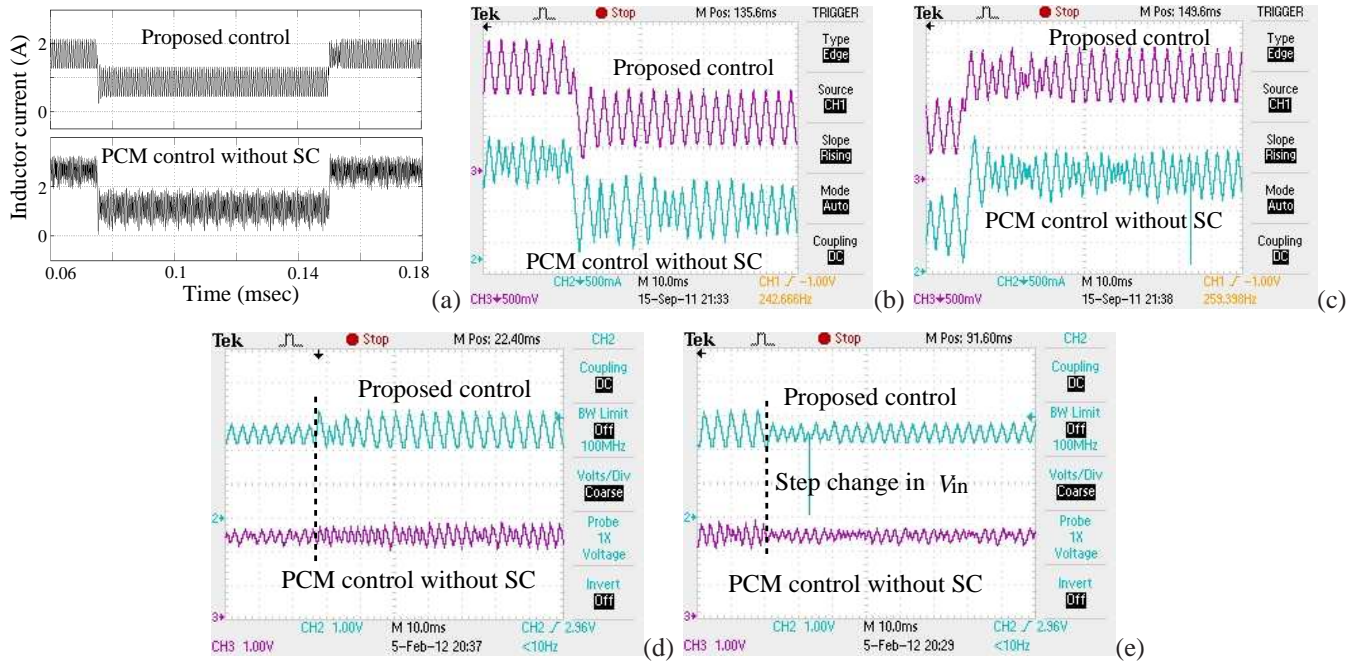 Inductor current (A)
2
0
Proposed control
2
0
PCM control without SC
0.06
0.1
0.14
0.18
Time (msec)
(a)
Tek
Stop
M Pos: 135.6ms
TRIGGER
Type
Edge
Source
CH1
Slope
Rising
Mode
Auto
Coupling
DC
Proposed control
3
PCM control without SC
2
CH2 500mA
M 10.0ms
CH1 -1.00V
CH3 500mV
15-Sep-11 21:33
242.666Hz
(b)
Stop
M Pos: 149.6ms
TRIGGER
Tek
Type
Edge
Source
CH1
Slope
Rising
Mode
Auto
Coupling
DC
Proposed control
3
PCM control without SC
2
CH2 500mA
M 10.0ms
CH1 -1.00V
CH3 500mV
15-Sep-11 21:38
259.398Hz
(c)
Tek
Stop
M Pos: 22.40ms
CH2
Coupling
DC
BW Limit
Off
100MHz
Volts/Div
Coarse
Probe
1X
Voltage
Invert
Off
Proposed control
2
PCM control without SC
3
CH2 1.00V
M 10.0ms
CH2 2.96V
CH3 1.00V
5-Feb-12 20:37
<10Hz
(d)
Tek
Stop
M Pos: 91.60ms
CH2
Coupling
DC
BW Limit
Off
100MHz
Volts/Div
Coarse
Probe
1X
Voltage
Invert
Off
Proposed control
Step change in Vin
2
PCM control without SC
3
CH2 1.00V
M 10.0ms
CH2 2.96V
CH3 1.00V
5-Feb-12 20:29
<10Hz
(e)